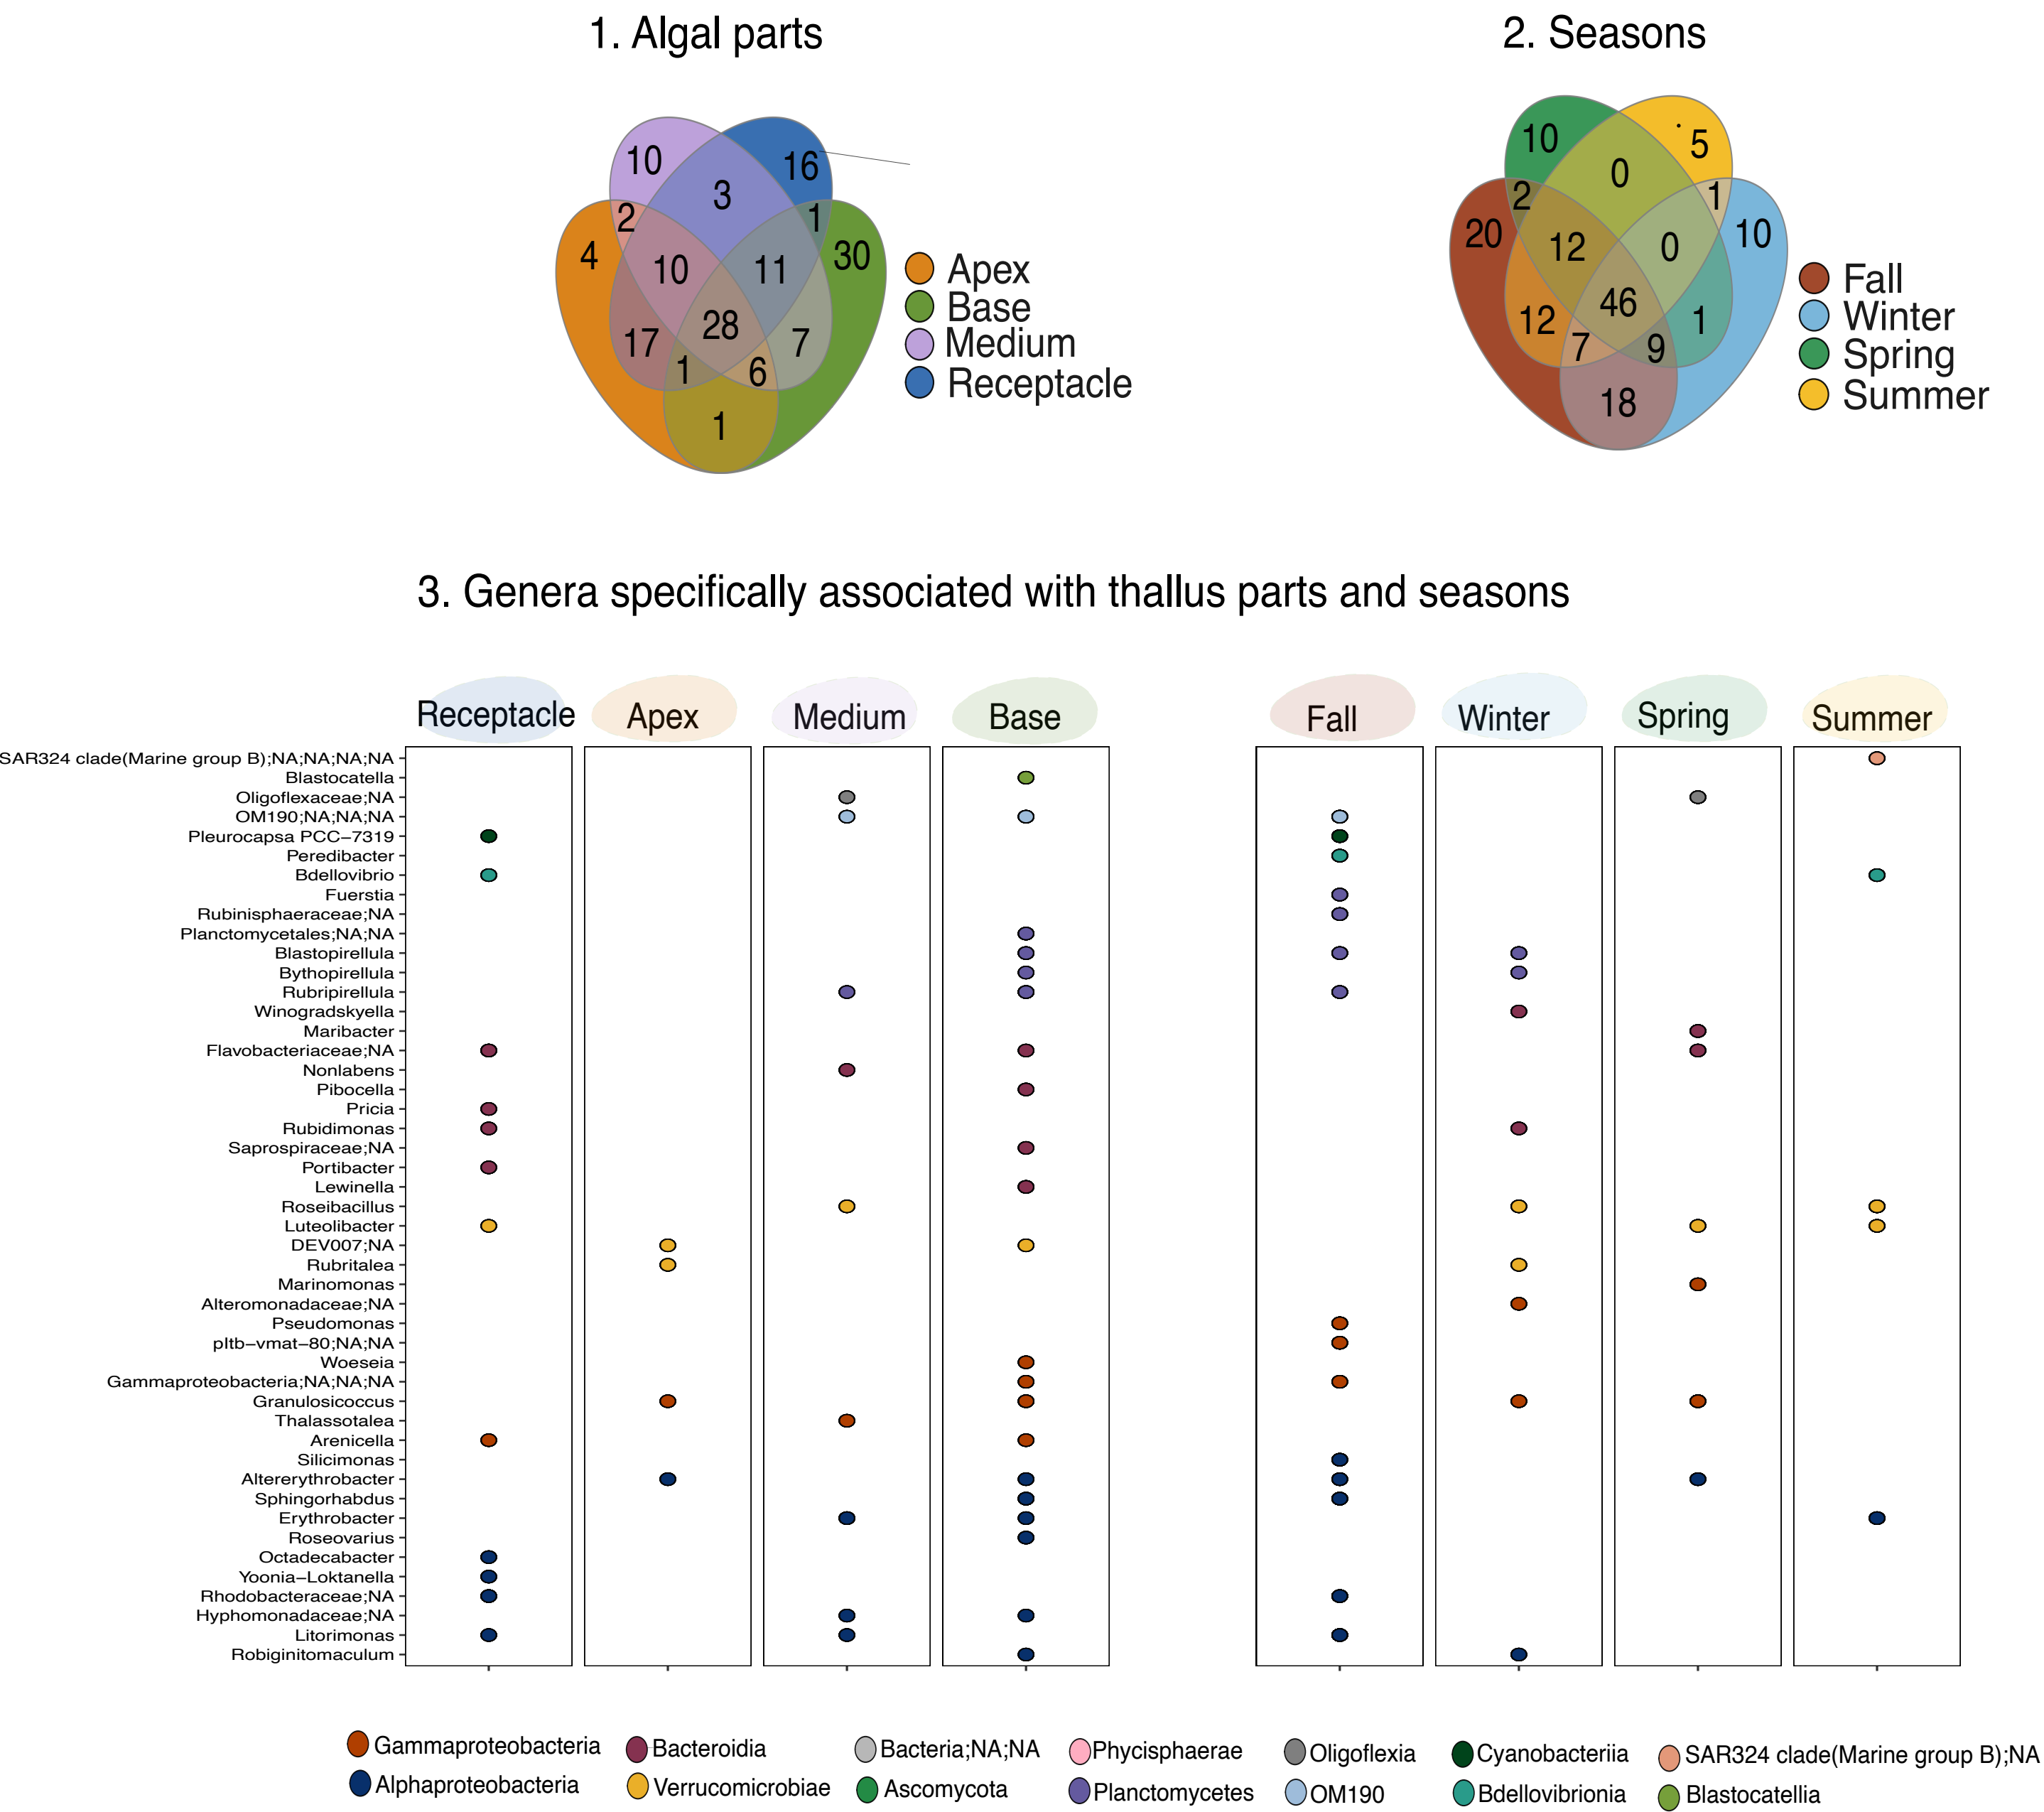 1. Algal parts
2. Seasons
10
16
3
2
1
4
30
10
11
28
17
7
1
6
1
Apex
Base
Medium
Receptacle
10
5
0
2
1
20
10
12
0
46
12
1
7
9
18
Fall
Winter
Spring
Summer
3. Genera specifically associated with thallus parts and seasons
Receptacle
Apex
Medium
Base
Fall
Winter
Spring
Summer
SAR324 clade(Marine group B);NA;NA;NA;NA
Blastocatella
Oligoflexaceae;NA
OM190;NA;NA;NA
Pleurocapsa PCC−7319
Peredibacter
Bdellovibrio
Fuerstia
Rubinisphaeraceae;NA
Planctomycetales;NA;NA
Blastopirellula
Bythopirellula
Rubripirellula
Winogradskyella
Maribacter
Flavobacteriaceae;NA
Nonlabens
Pibocella
Pricia
Rubidimonas
Saprospiraceae;NA
Portibacter
Lewinella
Roseibacillus
Luteolibacter
DEV007;NA
Rubritalea
Marinomonas
Alteromonadaceae;NA
Pseudomonas
pItb−vmat−80;NA;NA
Woeseia
Gammaproteobacteria;NA;NA;NA
Granulosicoccus
Thalassotalea
Arenicella
Silicimonas
Altererythrobacter
Sphingorhabdus
Erythrobacter
Roseovarius
Octadecabacter
Yoonia−Loktanella
Rhodobacteraceae;NA
Hyphomonadaceae;NA
Litorimonas
Robiginitomaculum
Gammaproteobacteria
Bacteroidia
Bacteria;NA;NA
Phycisphaerae
Oligoflexia
Cyanobacteriia
SAR324 clade(Marine group B);NA
Alphaproteobacteria
Verrucomicrobiae
Ascomycota
Planctomycetes
OM190
Bdellovibrionia
Blastocatellia